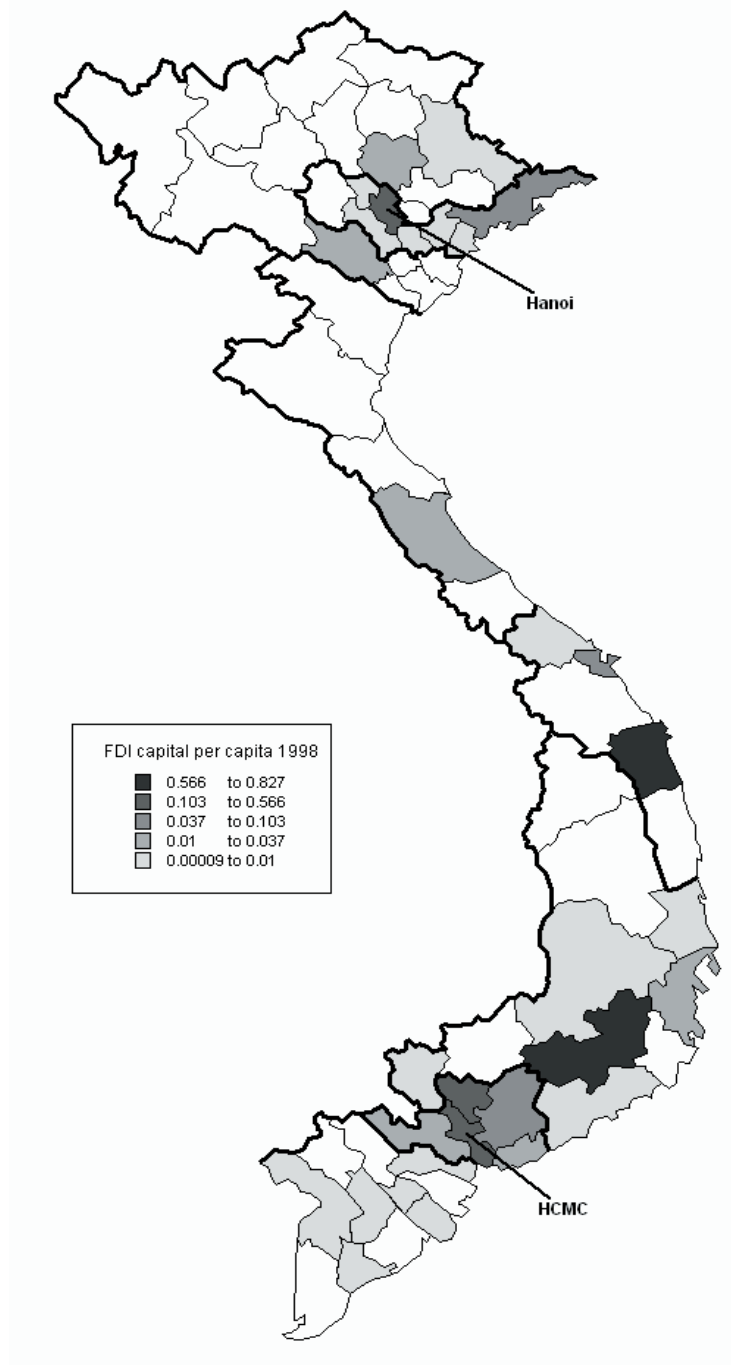 Hanoi
FDI capital per capita 1998
0.566 to 0.827
0.103 to 0.566
0.037 to 0.103
0.01 to 0.037
0.00009 to 0.01
HCMC